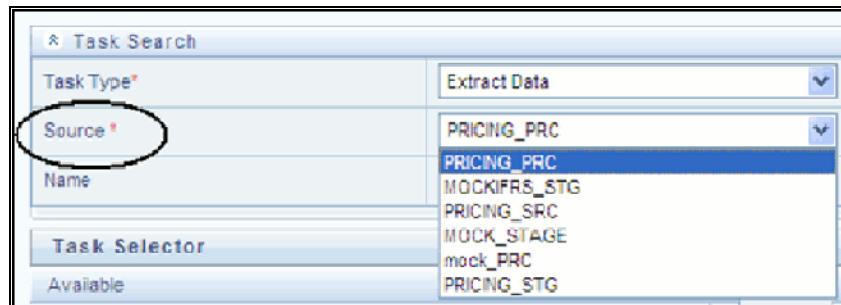 Task Search
Task Type* Extract Data
Source * PRICING_PRC
PRICING_PRC
Name MOCKIFRS_STG
PRICING_SRC
Task Selector MOCK_STAGE
mock_PRC
Available PRICING_STG